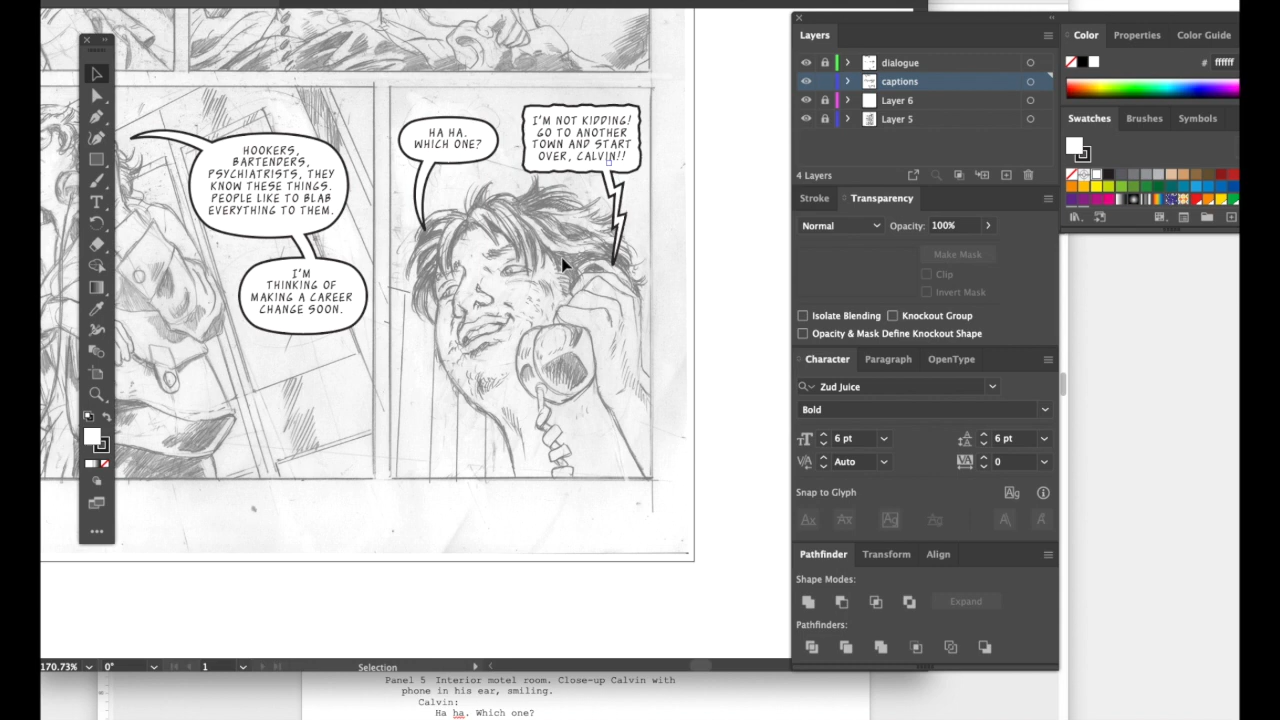 HOOKERS,
BARTENDERS,
PSYCHIATRISTS, THEY
KNOW THESE THINGS.
PEOPLE LIKE TO BLAB
EVERYTHING TO THEM.
I'M
THINKING OF
MAKING A CAREER
CHANGE SOON.
HA HA.
WHICH ONE?
I'M NOT KIDDING!
GO TO ANOTHER
TOWN AND START
OVER, CALVIN!!
Layers
dialogue
captions
Layer 6
Layer 5
4 Layers
Stroke Transparency
Normal Opacity: 100%
Make Mask
Clip
Invert Mask
Isolate Blending Knockout Group
Opacity & Mask Define Knockout Shape
Character Paragraph OpenType
Zud Juice
Bold
6 pt 6 pt
Auto 0
Snap to Glyph
Pathfinder Transform Align
Shape Modes:
Expand
Pathfinders:
Color Properties Color Guide
# ffffff
Swatches Brushes Symbols
170.73% 0° 1 Selection
Panel 5 Interior motel room. Close-up Calvin with
phone in his ear, smiling.
Calvin:
Ha ha. Which one?